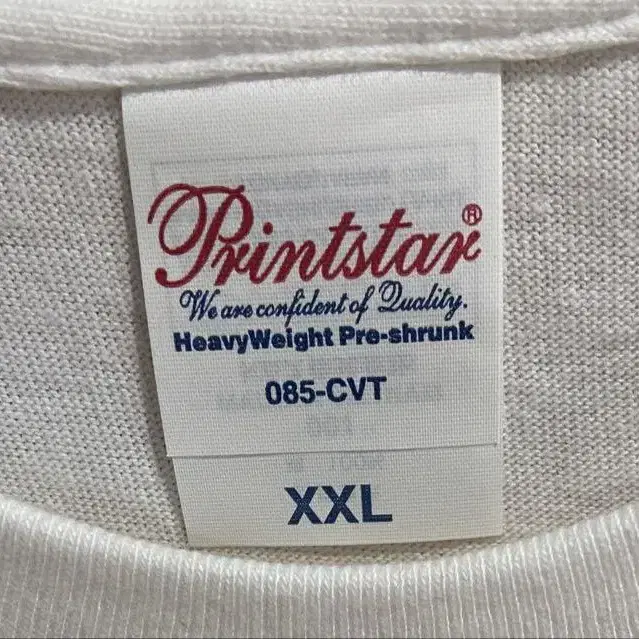 Printstar®
We are confident of Quality.
HeavyWeight Pre-shrunk
085-CVT
XXL